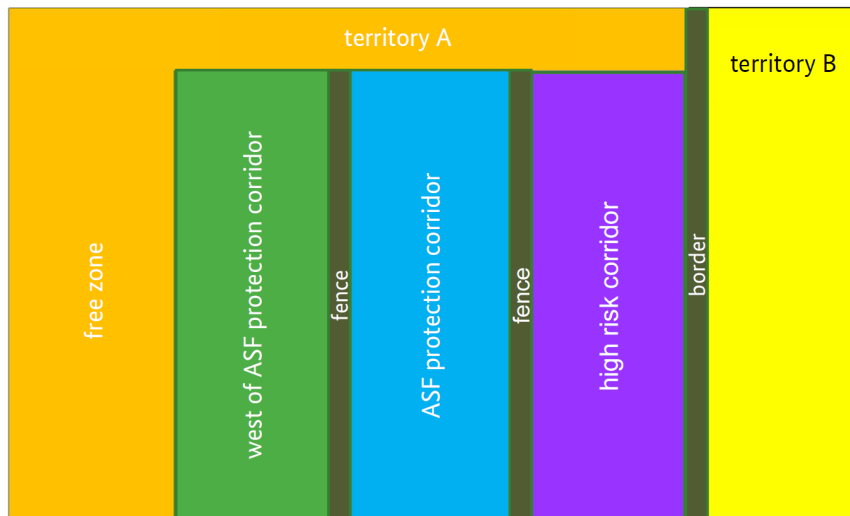 territory A
territory B
free zone
west of ASF protection corridor
fence
ASF protection corridor
fence
high risk corridor
border